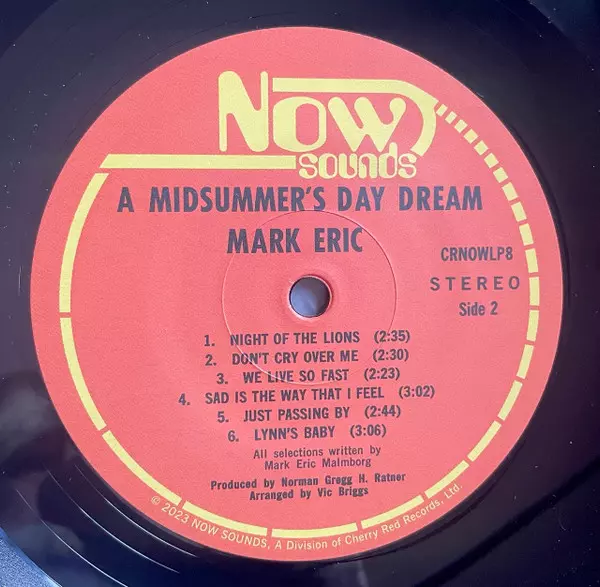 Now
sounds
A MIDSUMMER'S DAY DREAM
MARK ERIC
CRNOWLP8
STEREO
Side 2
1. NIGHT OF THE LIONS (2:35)
2. DON'T CRY OVER ME (2:30)
3. WE LIVE SO FAST (2:23)
4. SAD IS THE WAY THAT I FEEL (3:02)
5. JUST PASSING BY (2:44)
6. LYNN'S BABY (3:06)
All selections written by
Mark Eric Malmborg
Produced by Norman Gregg H. Ratner
Arranged by Vic Briggs
© 2023 NOW SOUNDS, A Division of Cherry Red Records, Ltd.